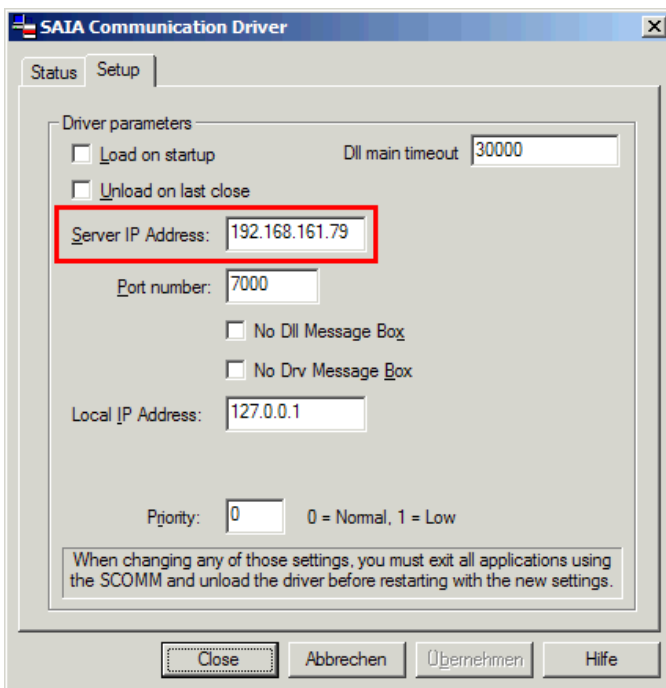 SAIA Communication Driver
Status Setup
Driver parameters
Load on startup Dll main timeout 30000
Unload on last close
Server IP Address: 192.168.161.79
Port number: 7000
No Dll Message Box
No Drv Message Box
Local IP Address: 127.0.0.1
Priority: 0 0 = Normal, 1 = Low
When changing any of those settings, you must exit all applications using
the SCOMM and unload the driver before restarting with the new settings.
Close Abbrechen Übernehmen Hilfe